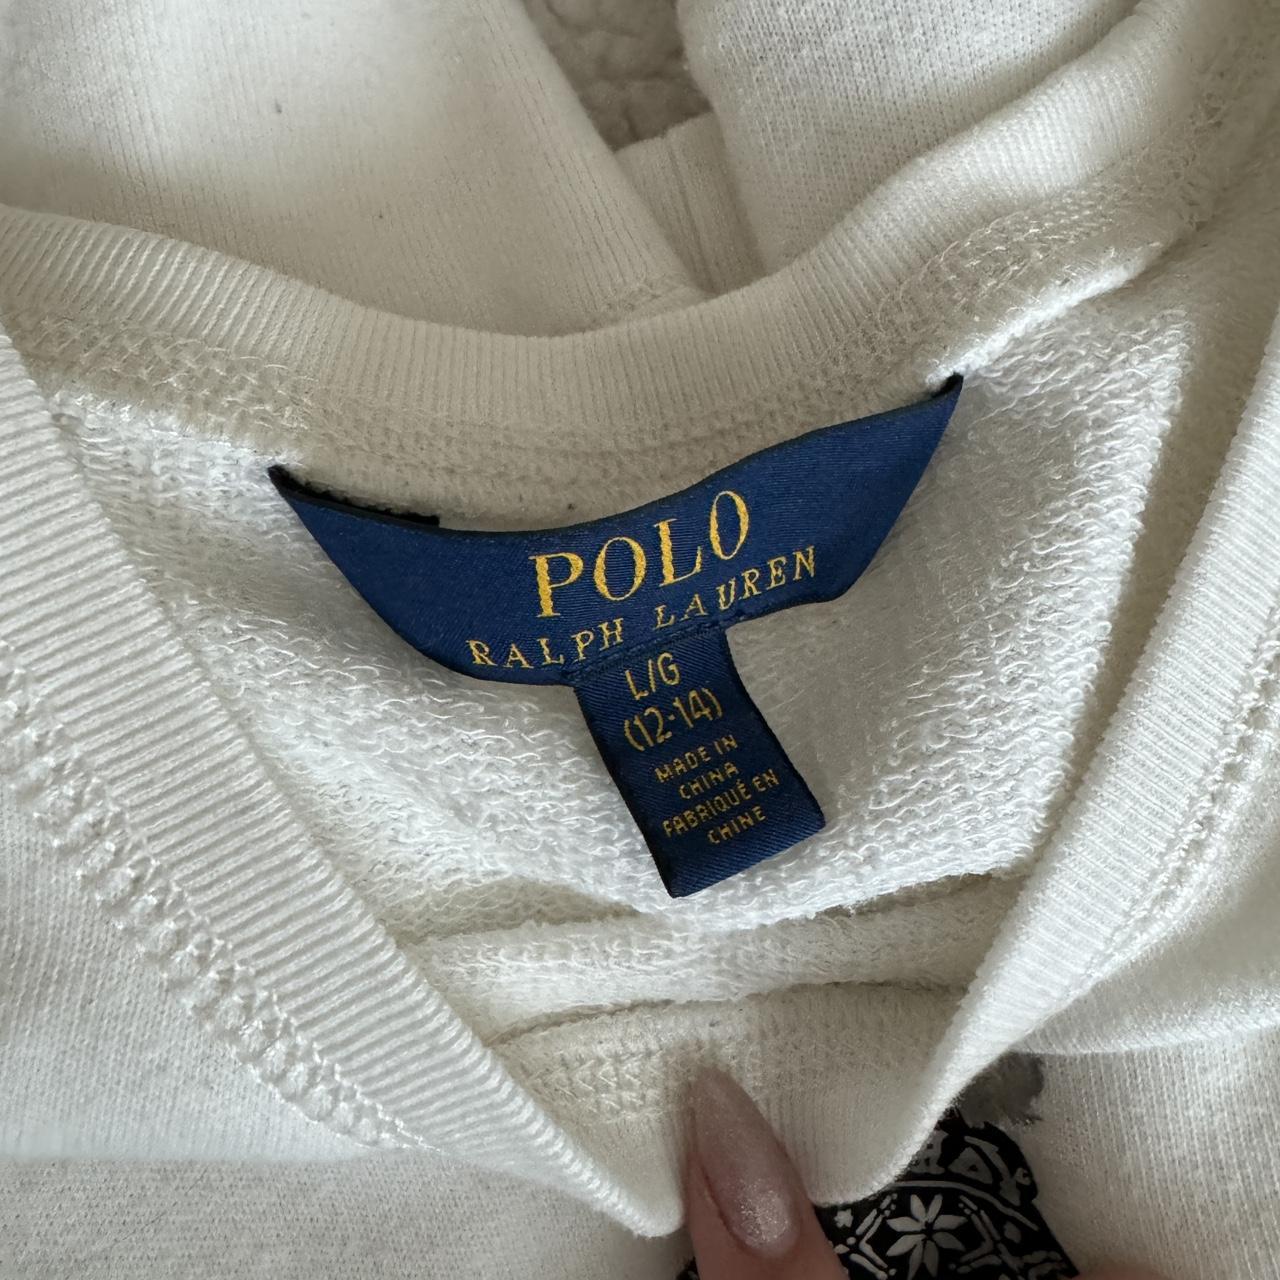 POLO
RALPH LAUREN
L/G
(12-14)
MADE IN
CHINA
FABRIQUÉ EN
CHINE